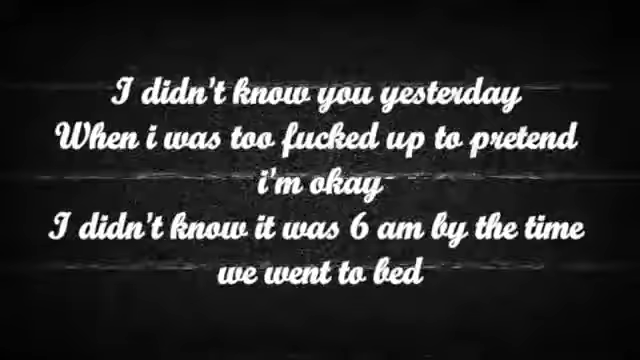 I didn't know you yesterday
When i was too fucked up to pretend
i'm okay
I didn't know it was 6 am by the time
we went to bed